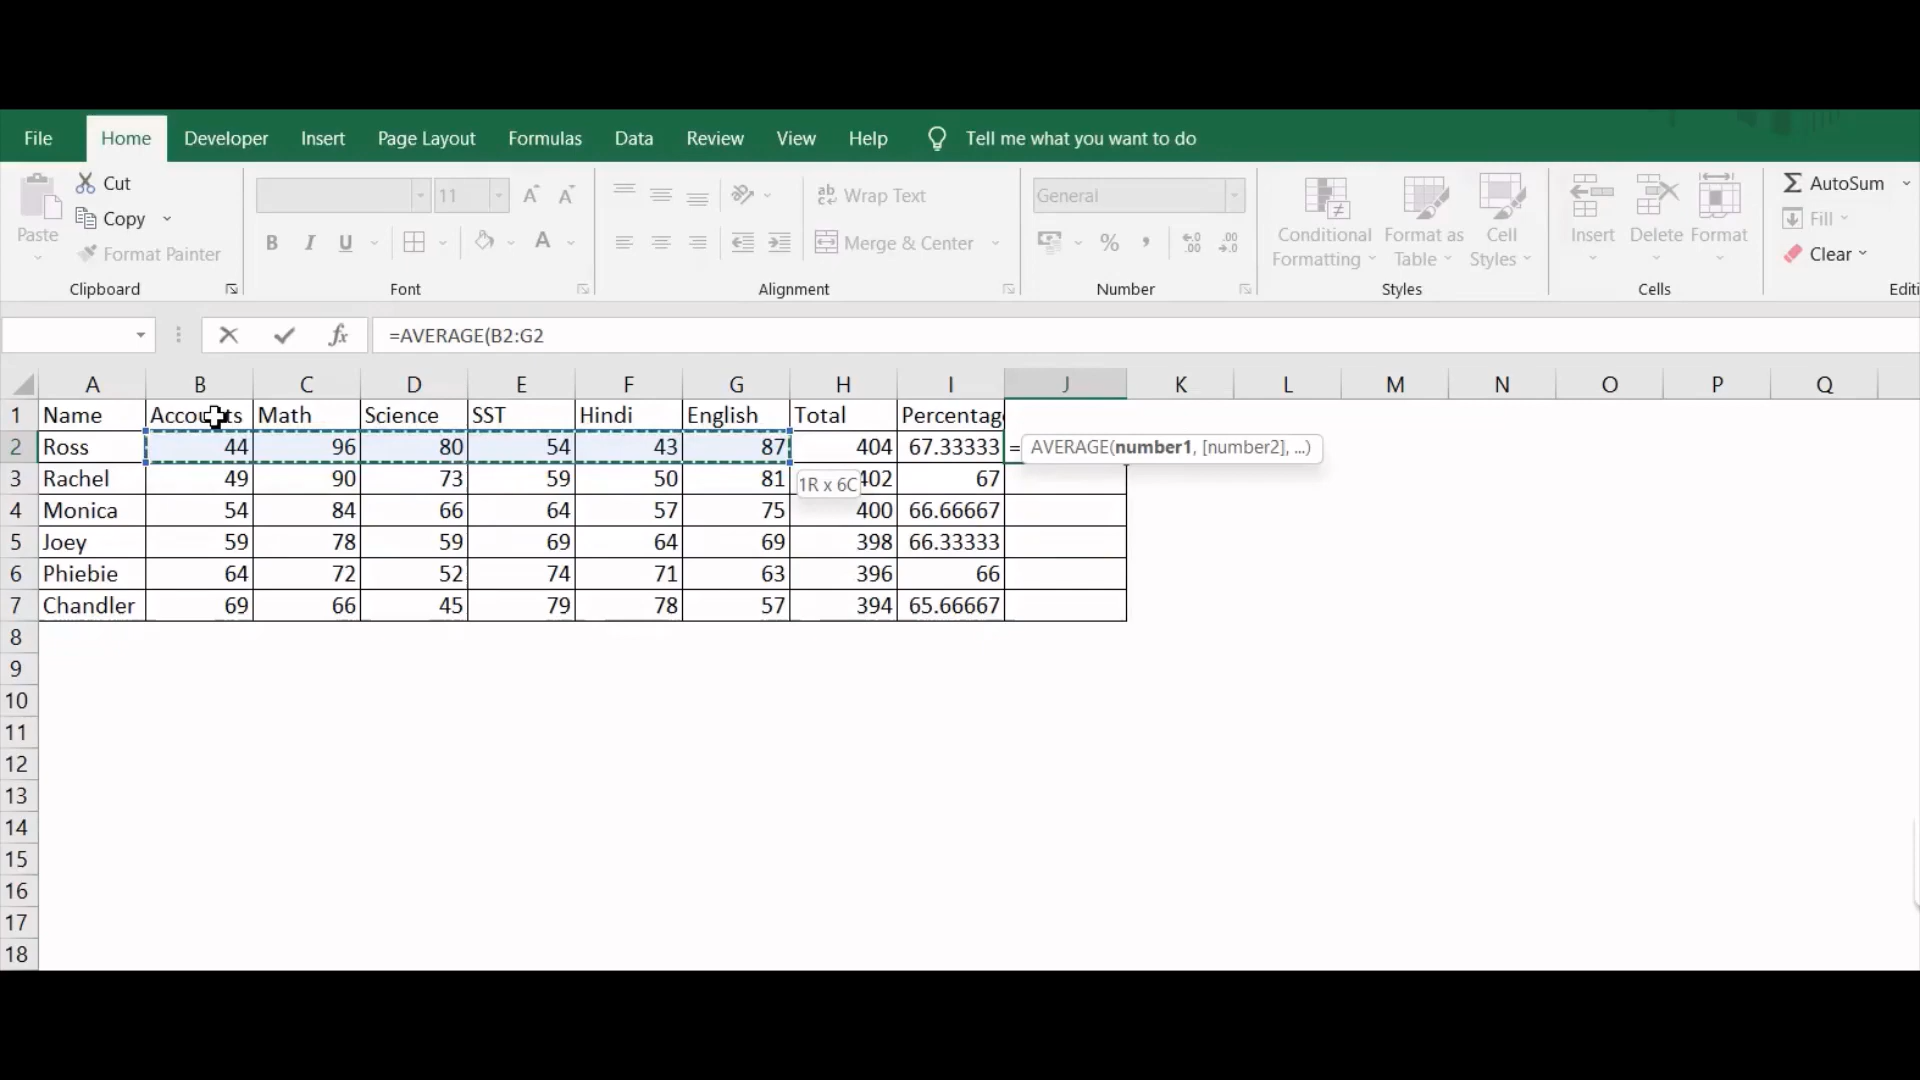 File Home Developer Insert Page Layout Formulas Data Review View Help Tell me what you want to do
Cut
Copy
Paste
Format Painter
Clipboard
11
B I U A
Font
ab Wrap Text
Merge & Center
Alignment
General
% ,
Number
Conditional Formatting
Format as Table
Cell Styles
Styles
Insert Delete Format
Cells
AutoSum
Fill
Clear
Editi
fx =AVERAGE(B2:G2
A B C D E F G H I J K L M N O P Q
1 Name Accounts Math Science SST Hindi English Total Percentag
2 Ross 44 96 80 54 43 87 404 67.33333 = AVERAGE(number1, [number2], ...)
3 Rachel 49 90 73 59 50 81 1R x 6C 402 67
4 Monica 54 84 66 64 57 75 400 66.66667
5 Joey 59 78 59 69 64 69 398 66.33333
6 Phiebie 64 72 52 74 71 63 396 66
7 Chandler 69 66 45 79 78 57 394 65.66667
8
9
10
11
12
13
14
15
16
17
18